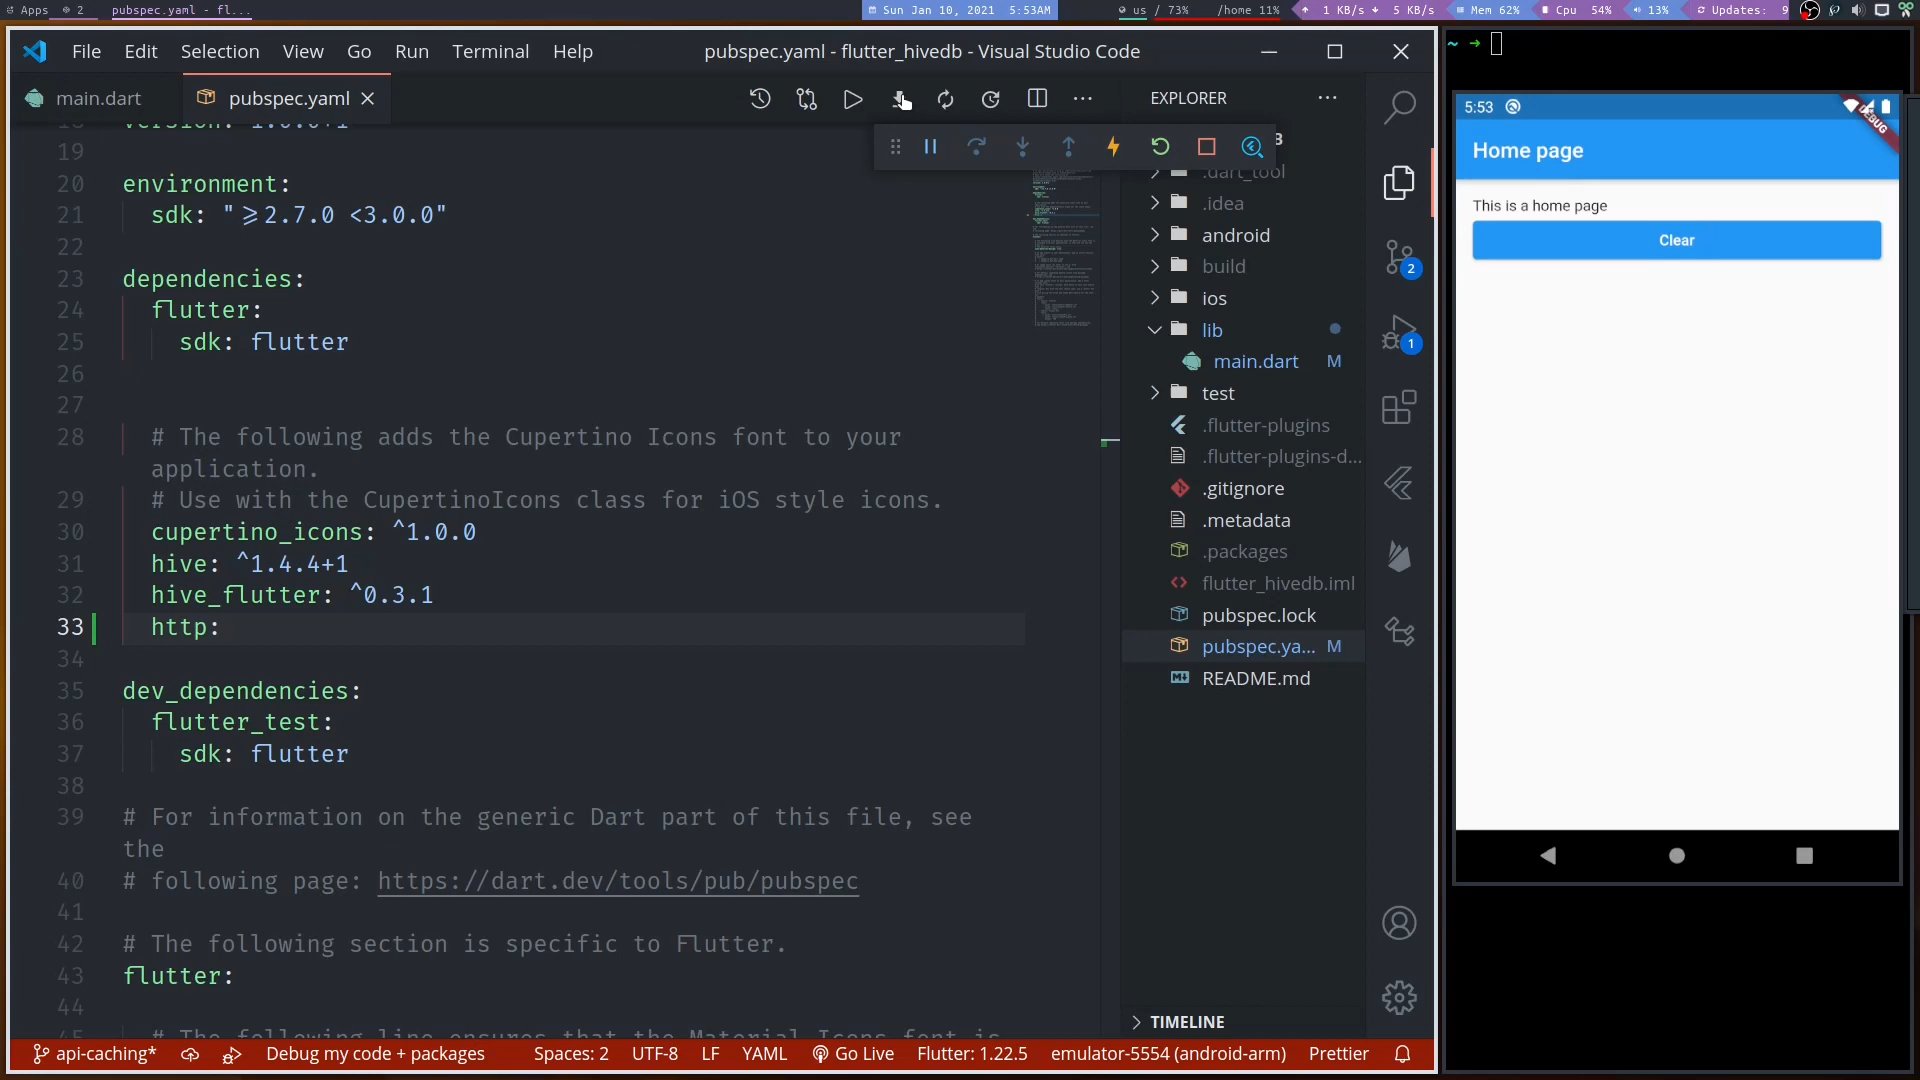 Apps 2 pubspec.yaml - fl... Sun Jan 10, 2021 5:53AM us / 73% /home 11% 1 KB/s 5 KB/s Mem 62% Cpu 54% 13% Updates: 9
File Edit Selection View Go Run Terminal Help pubspec.yaml - flutter_hivedb - Visual Studio Code
main.dart pubspec.yaml
EXPLORER
19
20 environment:
21 sdk: ">=2.7.0 <3.0.0"
22
23 dependencies:
24 flutter:
25 sdk: flutter
26
27
28 # The following adds the Cupertino Icons font to your
application.
29 # Use with the CupertinoIcons class for iOS style icons.
30 cupertino_icons: ^1.0.0
31 hive: ^1.4.4+1
32 hive_flutter: ^0.3.1
33 http:
34
35 dev_dependencies:
36 flutter_test:
37 sdk: flutter
38
39 # For information on the generic Dart part of this file, see
the
40 # following page: https://dart.dev/tools/pub/pubspec
41
42 # The following section is specific to Flutter.
43 flutter:
44
45 # The following line ensures that the Material Icons font is
.dart_tool
.idea
android
build
ios
lib
main.dart M
test
.flutter-plugins
.flutter-plugins-d...
.gitignore
.metadata
.packages
flutter_hivedb.iml
pubspec.lock
pubspec.ya... M
README.md
TIMELINE
2
1
~
5:53
DEBUG
Home page
This is a home page
Clear
api-caching* Debug my code + packages Spaces: 2 UTF-8 LF YAML Go Live Flutter: 1.22.5 emulator-5554 (android-arm) Prettier